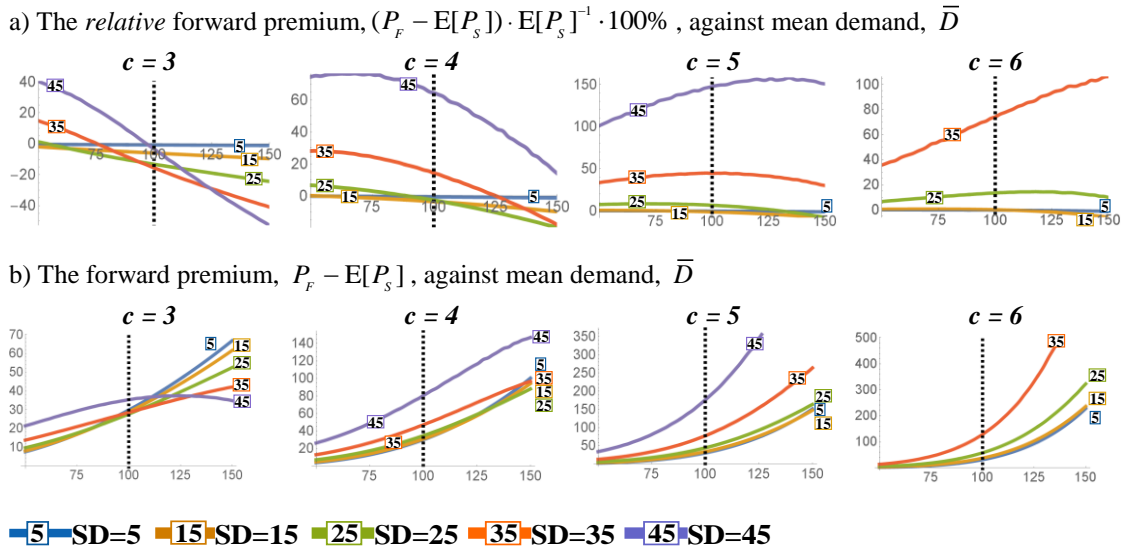 a) The relative forward premium, (P_F − E[P_S]) · E[P_S]^{-1} · 100% , against mean demand, D̅
c = 3 c = 4 c = 5 c = 6
40 20 0 −20 −40 75 100 125 150 45 35 25 15 5
60 40 20 0 75 100 125 150 45 35 25 15 5
150 100 50 0 75 100 125 150 45 35 25 15 5
100 80 60 40 20 0 75 100 125 150 35 25 15 5
b) The forward premium, P_F − E[P_S] , against mean demand, D̅
c = 3 c = 4 c = 5 c = 6
70 60 50 40 30 20 10 75 100 125 150 5 15 25 35 45
140 120 100 80 60 40 20 75 100 125 150 45 35 5 35 15 25
350 300 250 200 150 100 50 75 100 125 150 45 35 25 5 15
500 400 300 200 100 75 100 125 150 35 25 15 5
5 SD=5 15 SD=15 25 SD=25 35 SD=35 45 SD=45